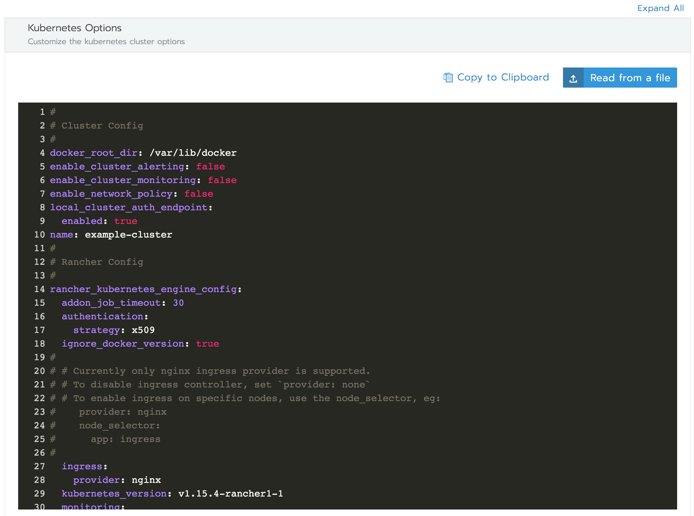 Expand All
Kubernetes Options
Customize the kubernetes cluster options
Copy to Clipboard Read from a file
1 #
2 # Cluster Config
3 #
4 docker_root_dir: /var/lib/docker
5 enable_cluster_alerting: false
6 enable_cluster_monitoring: false
7 enable_network_policy: false
8 local_cluster_auth_endpoint:
9   enabled: true
10 name: example-cluster
11 #
12 # Rancher Config
13 #
14 rancher_kubernetes_engine_config:
15   addon_job_timeout: 30
16   authentication:
17     strategy: x509
18   ignore_docker_version: true
19 #
20 # # Currently only nginx ingress provider is supported.
21 # # To disable ingress controller, set `provider: none`
22 # # To enable ingress on specific nodes, use the node_selector, eg:
23 #    provider: nginx
24 #    node_selector:
25 #      app: ingress
26 #
27   ingress:
28     provider: nginx
29   kubernetes_version: v1.15.4-rancher1-1
30   monitoring: